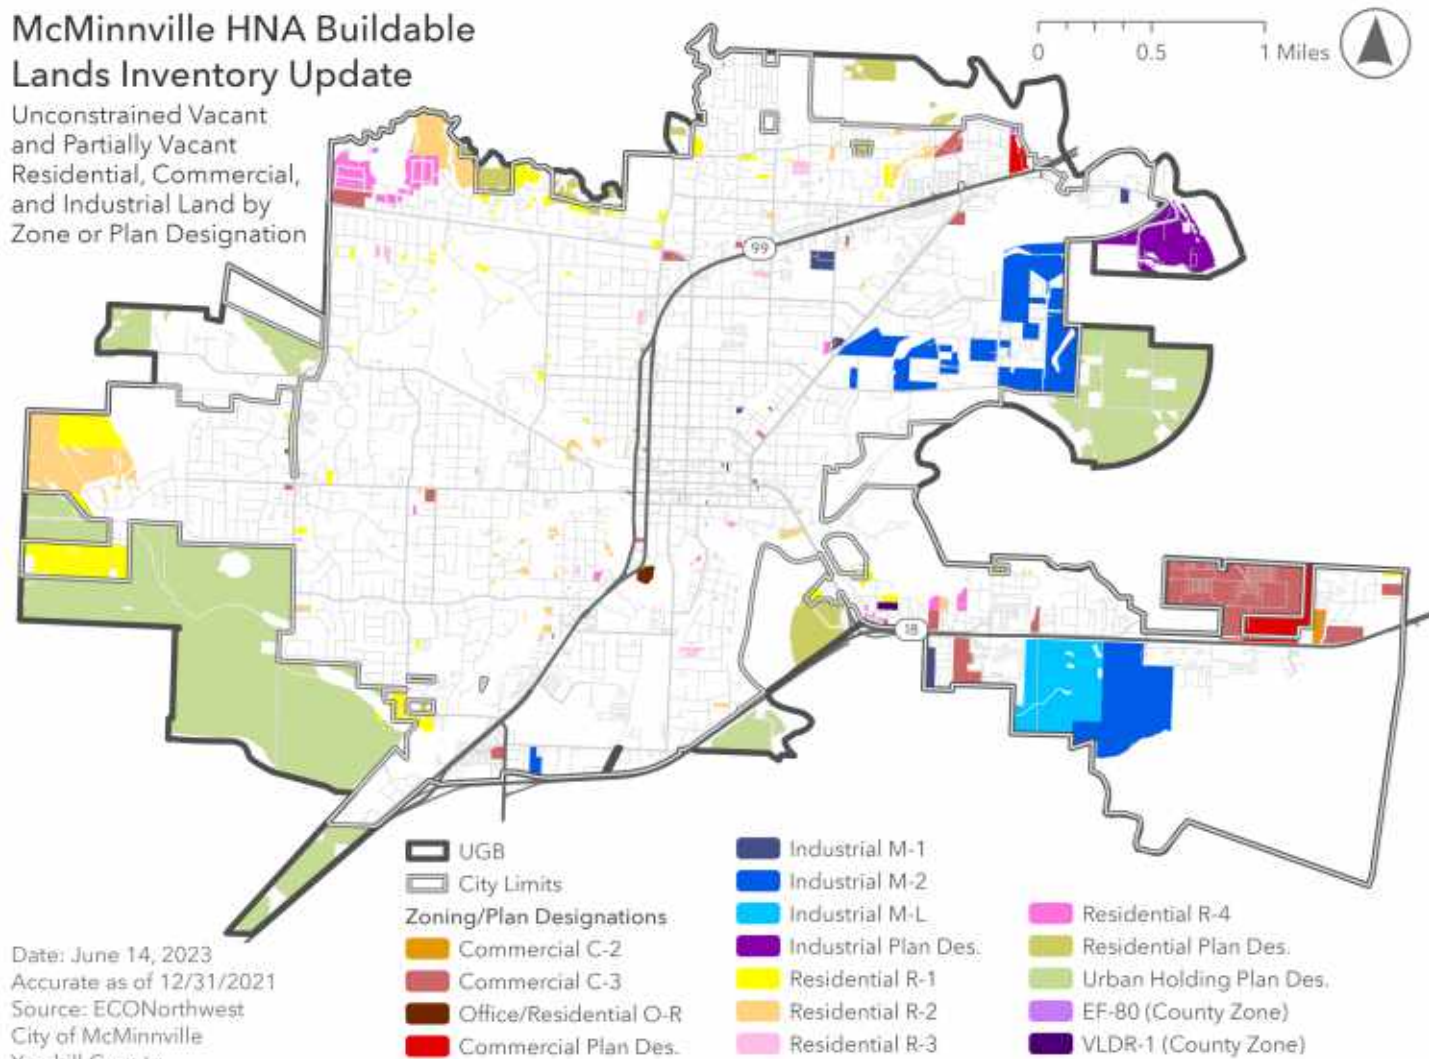 McMinnville HNA Buildable
Lands Inventory Update
Unconstrained Vacant
and Partially Vacant
Residential, Commercial,
and Industrial Land by
Zone or Plan Designation
0 0.5 1 Miles
99
18
UGB
City Limits
Zoning/Plan Designations
Commercial C-2
Commercial C-3
Office/Residential O-R
Commercial Plan Des.
Industrial M-1
Industrial M-2
Industrial M-L
Industrial Plan Des.
Residential R-1
Residential R-2
Residential R-3
Residential R-4
Residential Plan Des.
Urban Holding Plan Des.
EF-80 (County Zone)
VLDR-1 (County Zone)
Date: June 14, 2023
Accurate as of 12/31/2021
Source: ECONorthwest
City of McMinnville